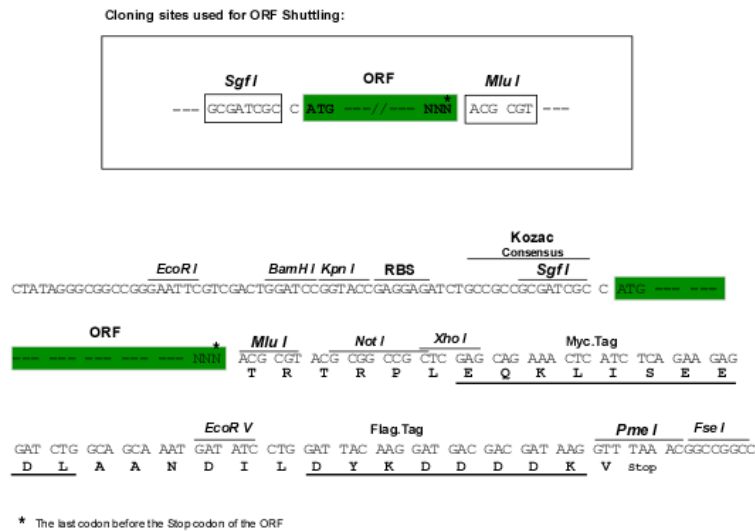 Cloning sites used for ORF Shuttling:
Sgf I ORF Mlu I
--- GCGATCGC C ATG ---//--- NNN* ACG CGT ---
Kozac
Consensus
EcoR I BamH I Kpn I RBS Sgf I
CTATAGGGCGGCCGGGAATTCGTCGACTGGATCCGGTACCGAGGAGATCTGCCGCCGCGATCGC C ATG --- ---
ORF Mlu I Not I Xho I Myc.Tag
--- --- --- --- --- --- NNN* ACG CGT ACG CGG CCG CTC GAG CAG AAA CTC ATC TCA GAA GAG
T R T R P L E Q K L I S E E
EcoR V Flag.Tag Pme I Fse I
GAT CTG GCA GCA AAT GAT ATC CTG GAT TAC AAG GAT GAC GAC GAT AAG GTT TAA ACGGCCGGCC
D L A A N D I L D Y K D D D D K V Stop
* The last codon before the Stop codon of the ORF